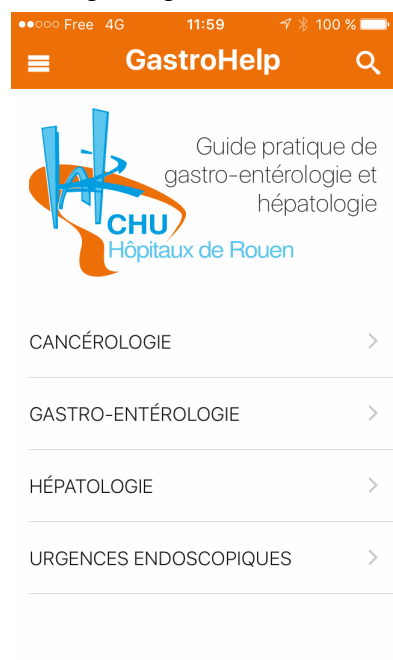 Free 4G 11:59 100 %
GastroHelp
Guide pratique de
gastro-entérologie et
hépatologie
CHU
Hôpitaux de Rouen
CANCÉROLOGIE
GASTRO-ENTÉROLOGIE
HÉPATOLOGIE
URGENCES ENDOSCOPIQUES